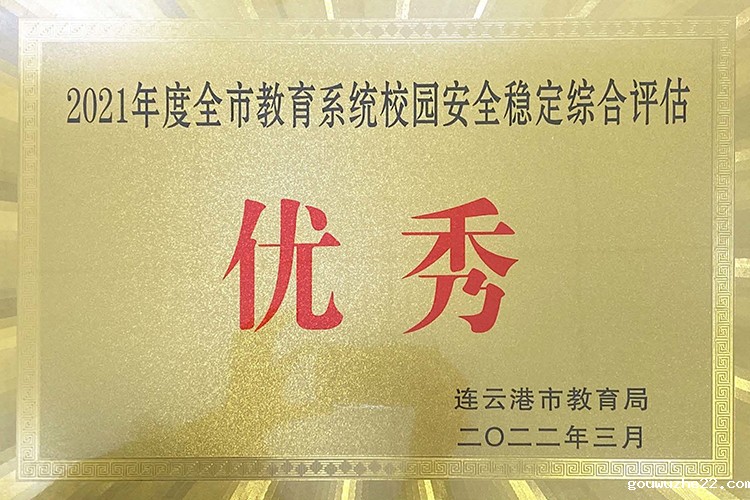 2021年度全市教育系统校园安全稳定综合评估
优秀
连云港市教育局
二〇二二年三月
gouwuzhe22.com